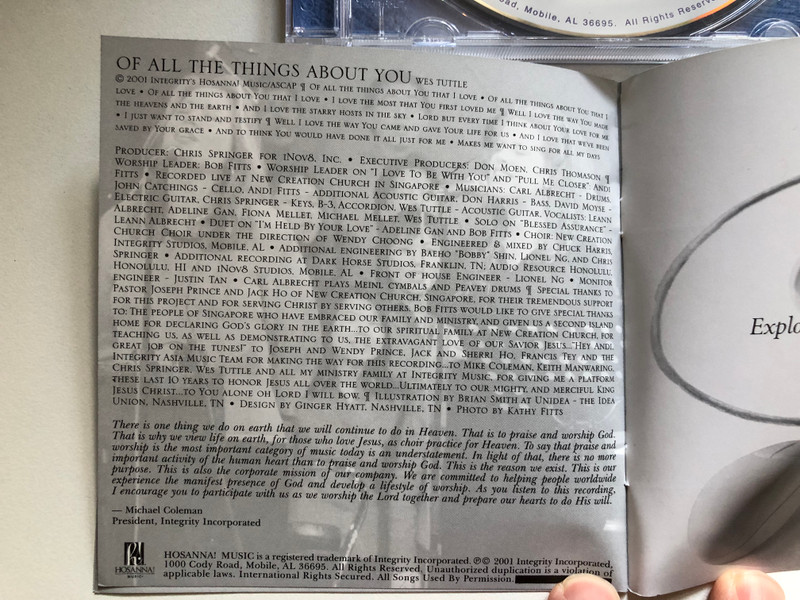 oad, Mobile, AL 36695. All Rights Reserv
OF ALL THE THINGS ABOUT YOU WES TUTTLE
© 2001 Integrity's Hosanna! Music/ASCAP ¶ Of all the things About You that I love • Of all the things about You that I
love • Of all the things about You that I love • I love the most that You first loved me ¶ Well I love the way You made
the heavens and the earth • And I love the starry hosts in the sky • Lord but every time I think about Your love for me
• I just want to stand and testify ¶ Well I love the way You came and gave Your life for us • And I love that we've been
saved by Your grace • And to think You would have done it all just for me • Makes me want to sing for all my days
Producer: Chris Springer for iNov8, Inc. • Executive Producers: Don Moen, Chris Thomason ¶
Worship Leader: Bob Fitts • Worship Leader on "I Love To Be With You" and "Pull Me Closer" Andi
Fitts • Recorded live at New Creation Church in Singapore • Musicians: Carl Albrecht - Drums,
John Catchings - Cello, Andi Fitts - Additional Acoustic Guitar, Don Harris - Bass, David Moyse -
Electric Guitar, Chris Springer - Keys, B-3, Accordion, Wes Tuttle - Acoustic Guitar, Vocalists: Leann
Albrecht, Adeline Gan, Fiona Mellet, Michael Mellet, Wes Tuttle • Solo on "Blessed Assurance" -
Leann Albrecht • Duet on "I'm Held By Your Love" - Adeline Gan and Bob Fitts • Choir: New Creation
Church Choir under the direction of Wendy Choong • Engineered & Mixed by Chuck Harris,
Integrity Studios, Mobile, AL • Additional engineering by Baeho "Bobby" Shin, Lionel Ng, and Chris
Springer • Additional recording at Dark Horse Studios, Franklin, TN; Audio Resource Honolulu,
Honolulu, HI and iNov8 Studios, Mobile, AL • Front of house Engineer - Lionel Ng • Monitor
engineer - Justin Tan • Carl Albrecht plays Meinl cymbals and Peavey drums ¶ Special thanks to
Pastor Joseph Prince and Jack Ho of New Creation Church, Singapore, for their tremendous support
for this project and for serving Christ by serving others. Bob Fitts would like to give special thanks
to: The people of Singapore who have embraced our family and ministry, and given us a second island
home for declaring God's glory in the earth...to our spiritual family at New Creation Church, for
teaching us, as well as demonstrating to us, the extravagant love of our Savior Jesus..."Hey Andi,
great job on the tunes!" to Joseph and Wendy Prince, Jack and Sherri Ho, Francis Tey and the
Integrity Asia Music Team for making the way for this recording...to Mike Coleman, Keith Manwaring,
Chris Springer, Wes Tuttle and all my ministry family at Integrity Music, for giving me a platform
these last 10 years to honor Jesus all over the world...Ultimately to our mighty, and merciful King
Jesus Christ...to You alone oh Lord I will bow. ¶ Illustration by Brian Smith at Unidea - the Idea
Union, Nashville, TN • Design by Ginger Hyatt, Nashville, TN • Photo by Kathy Fitts
There is one thing we do on earth that we will continue to do in Heaven. That is to praise and worship God.
That is why we view life on earth, for those who love Jesus, as choir practice for Heaven. To say that praise and
worship is the most important category of music today is an understatement. In light of that, there is no more
important activity of the human heart than to praise and worship God. This is the reason we exist. This is our
purpose. This is also the corporate mission of our company. We are committed to helping people worldwide
experience the manifest presence of God and develop a lifestyle of worship. As you listen to this recording,
I encourage you to participate with us as we worship the Lord together and prepare our hearts to do His will.
— Michael Coleman
President, Integrity Incorporated
HOSANNA!
MUSIC
HOSANNA! MUSIC is a registered trademark of Integrity Incorporated. ℗© 2001 Integrity Incorporated,
1000 Cody Road, Mobile, AL 36695. All Rights Reserved. Unauthorized duplication is a violation of
applicable laws. International Rights Secured. All Songs Used By Permission.
Explo